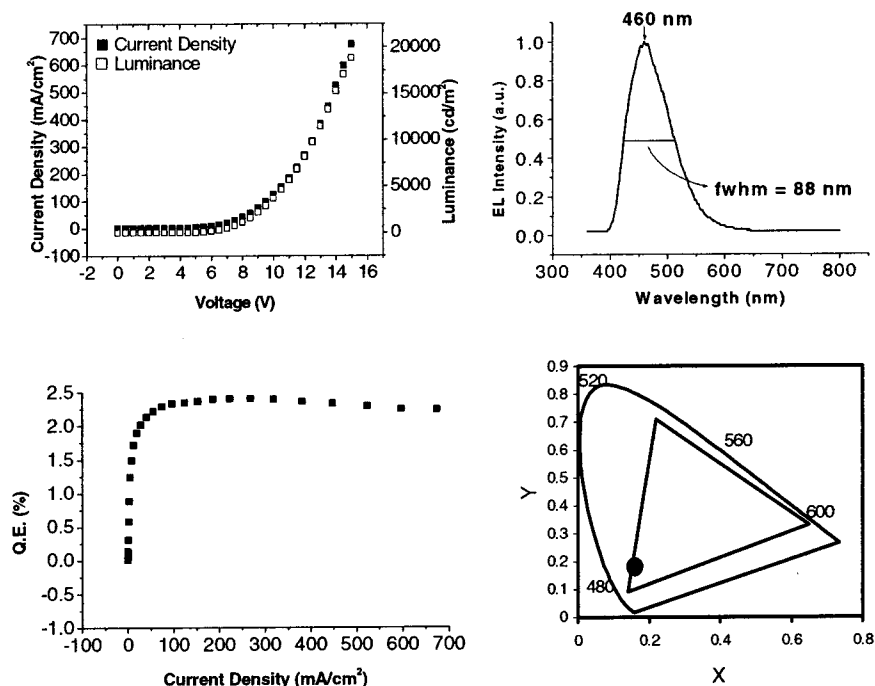 700
600
500
400
300
200
100
0
-100
Current Density (mA/cm²)
Current Density
Luminance
20000
15000
10000
5000
0
Luminance (cd/m²)
-2 0 2 4 6 8 10 12 14 16
Voltage (V)
460 nm
1.0
0.8
0.6
0.4
0.2
0.0
EL Intensity (a.u.)
fwhm = 88 nm
300 400 500 600 700 800
Wavelength (nm)
2.5
2.0
1.5
1.0
0.5
0.0
-0.5
-1.0
Q.E. (%)
-100 0 100 200 300 400 500 600 700
Current Density (mA/cm²)
0.9
0.8
0.7
0.6
0.5
0.4
0.3
0.2
0.1
0
Y
520
560
600
480
0 0.2 0.4 0.6 0.8
X